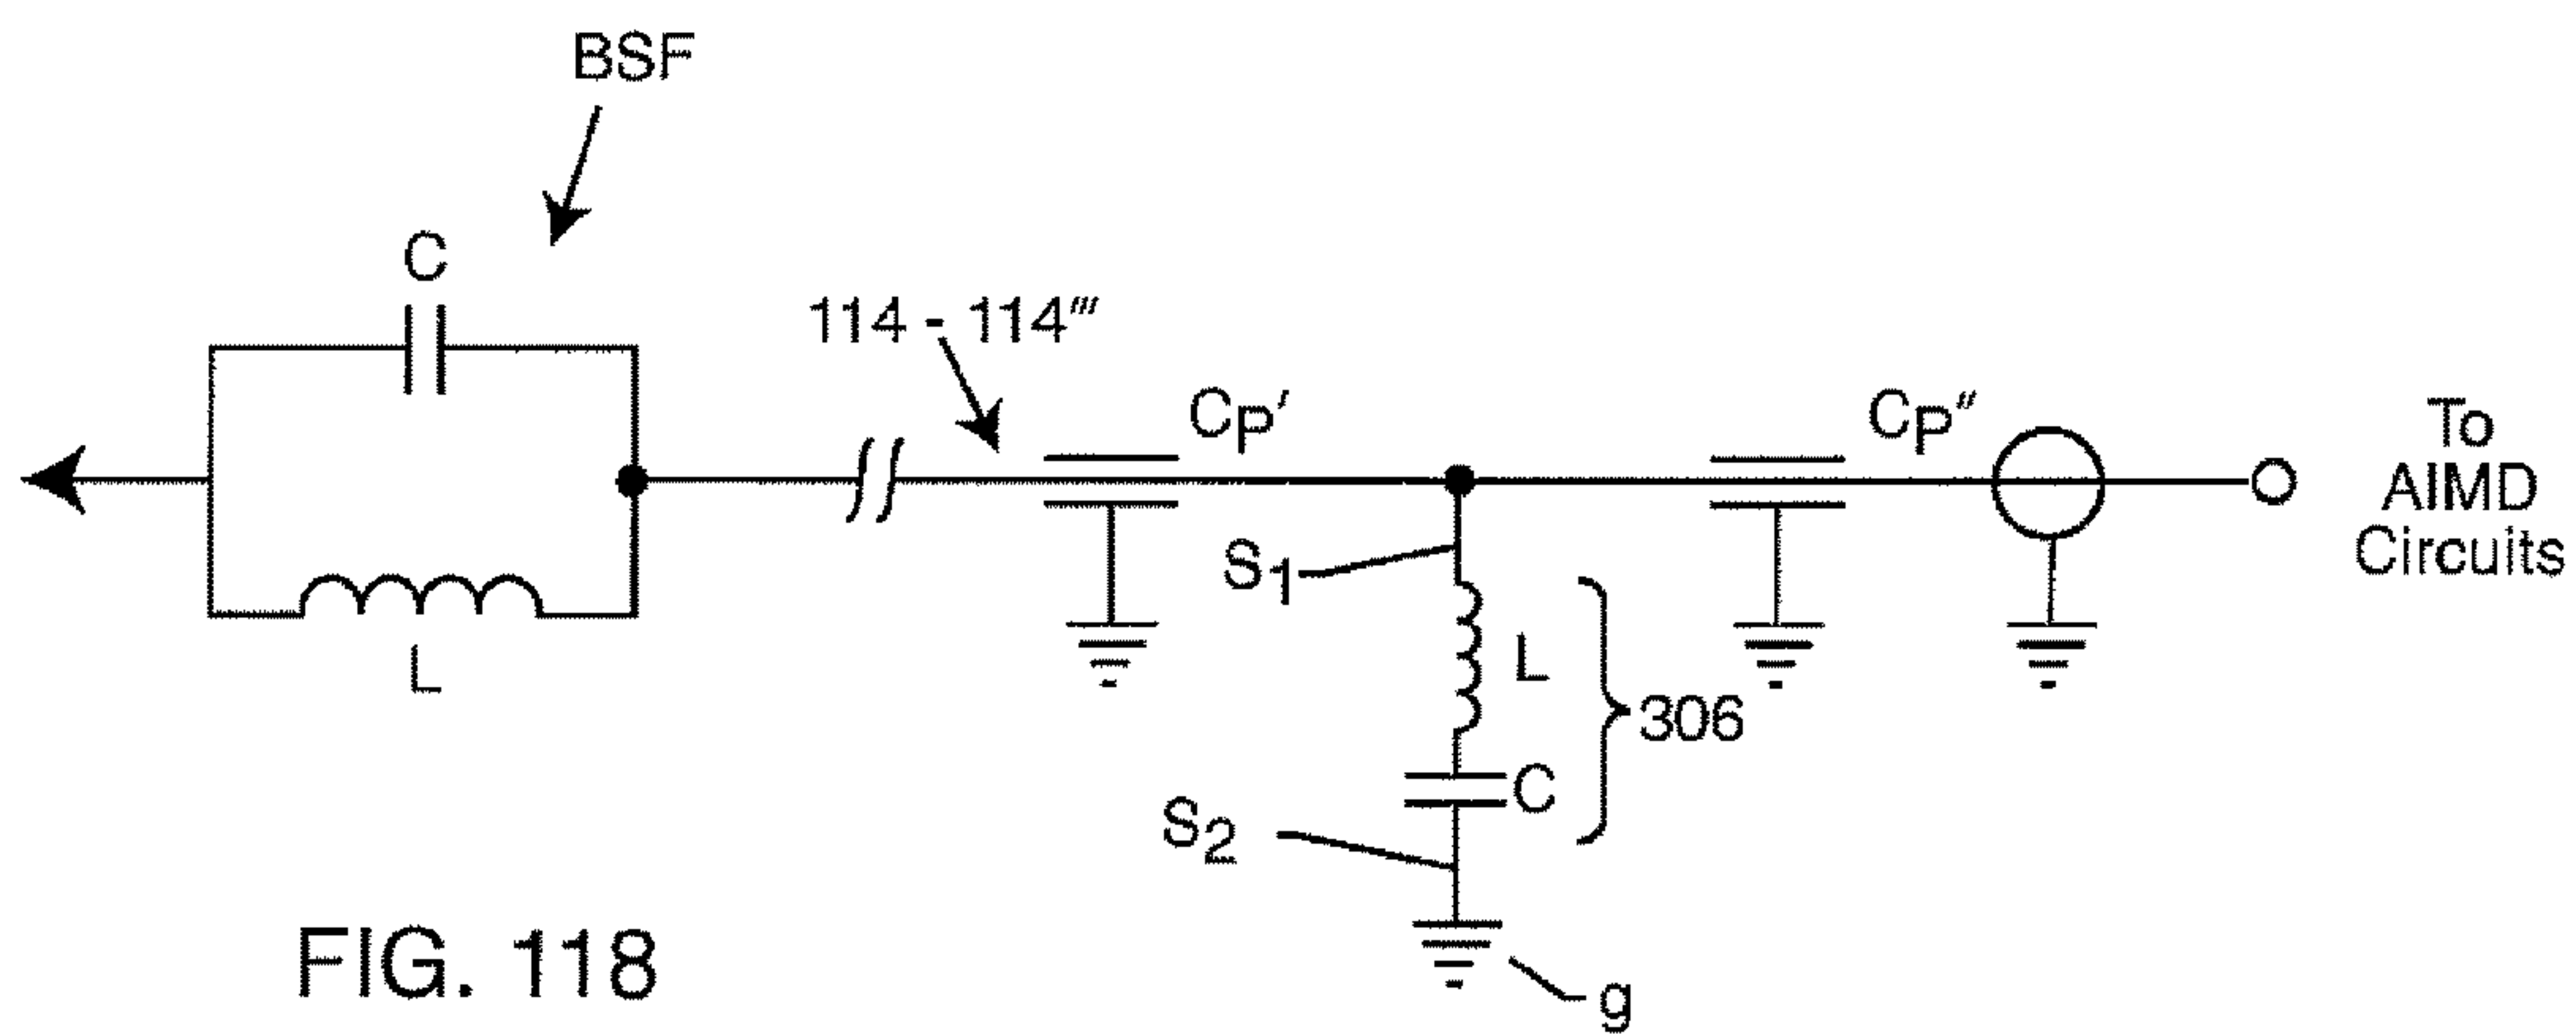 BSF
C
114 - 114‴
CP′
CP″
To
AIMD
Circuits
S1
L
L
306
C
S2
FIG. 118
g